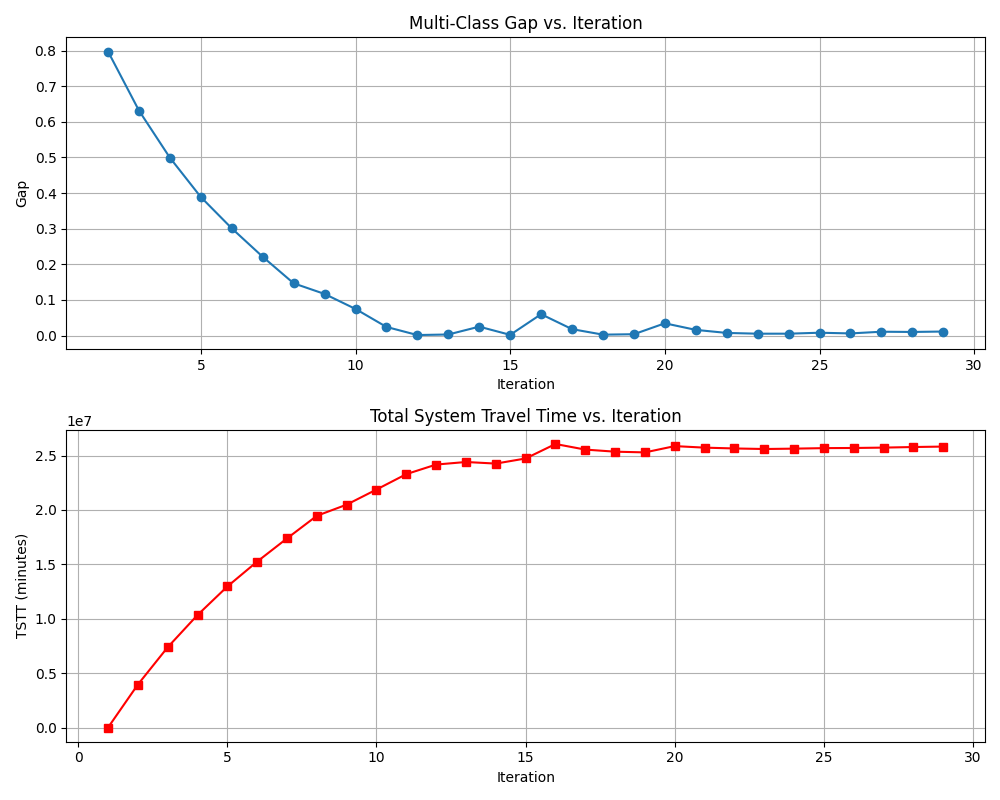 Multi-Class Gap vs. Iteration
0.8
0.7
0.6
0.5
0.4
0.3
0.2
0.1
0.0
Gap
5 10 15 20 25 30
Iteration
Total System Travel Time vs. Iteration
1e7
2.5
2.0
1.5
1.0
0.5
0.0
TSTT (minutes)
0 5 10 15 20 25 30
Iteration